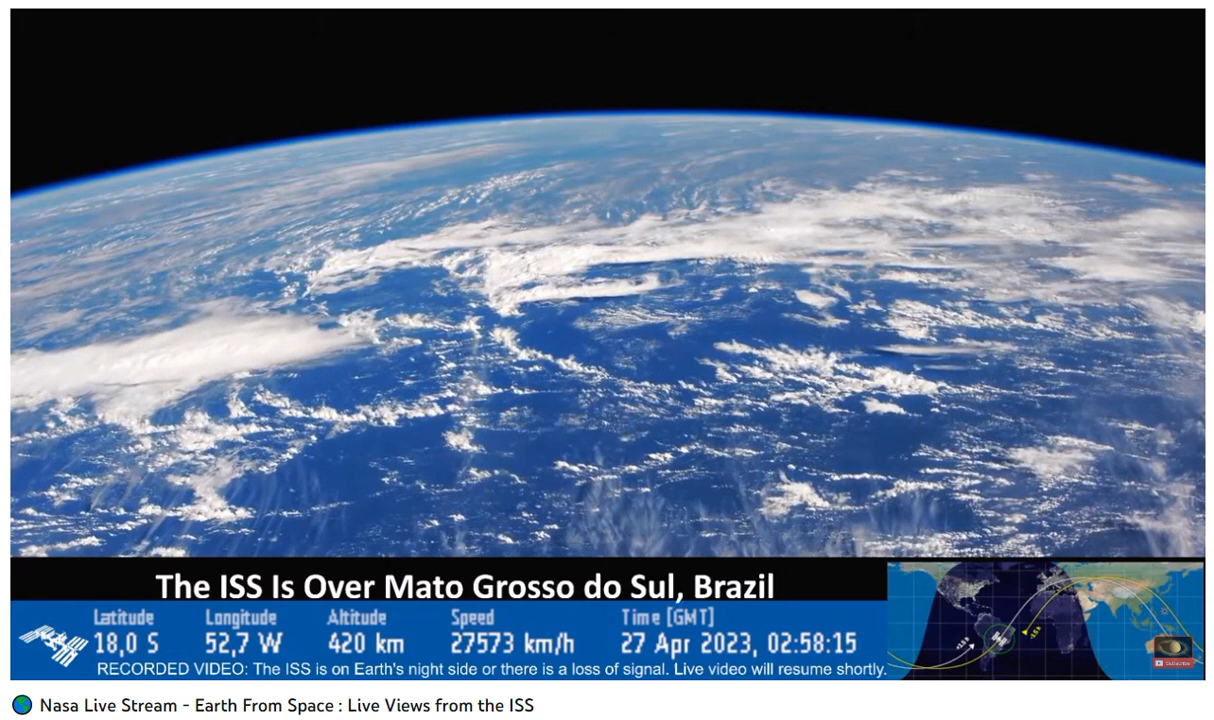 The ISS Is Over Mato Grosso do Sul, Brazil
Latitude Longitude Altitude Speed Time [GMT]
18,0 S 52,7 W 420 km 27573 km/h 27 Apr 2023, 02:58:15
RECORDED VIDEO: The ISS is on Earth's night side or there is a loss of signal. Live video will resume shortly.
Subscribe
Nasa Live Stream - Earth From Space : Live Views from the ISS